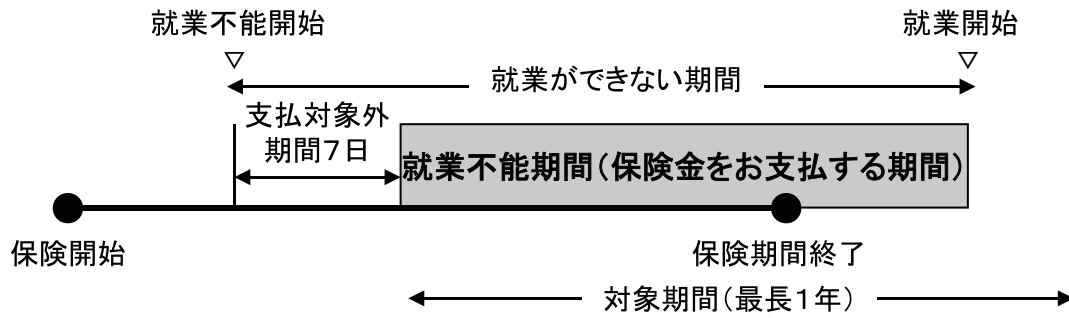 就業不能開始
就業開始
就業ができない期間
支払対象外
期間7日
就業不能期間（保険金をお支払する期間）
保険開始
保険期間終了
対象期間（最長１年）